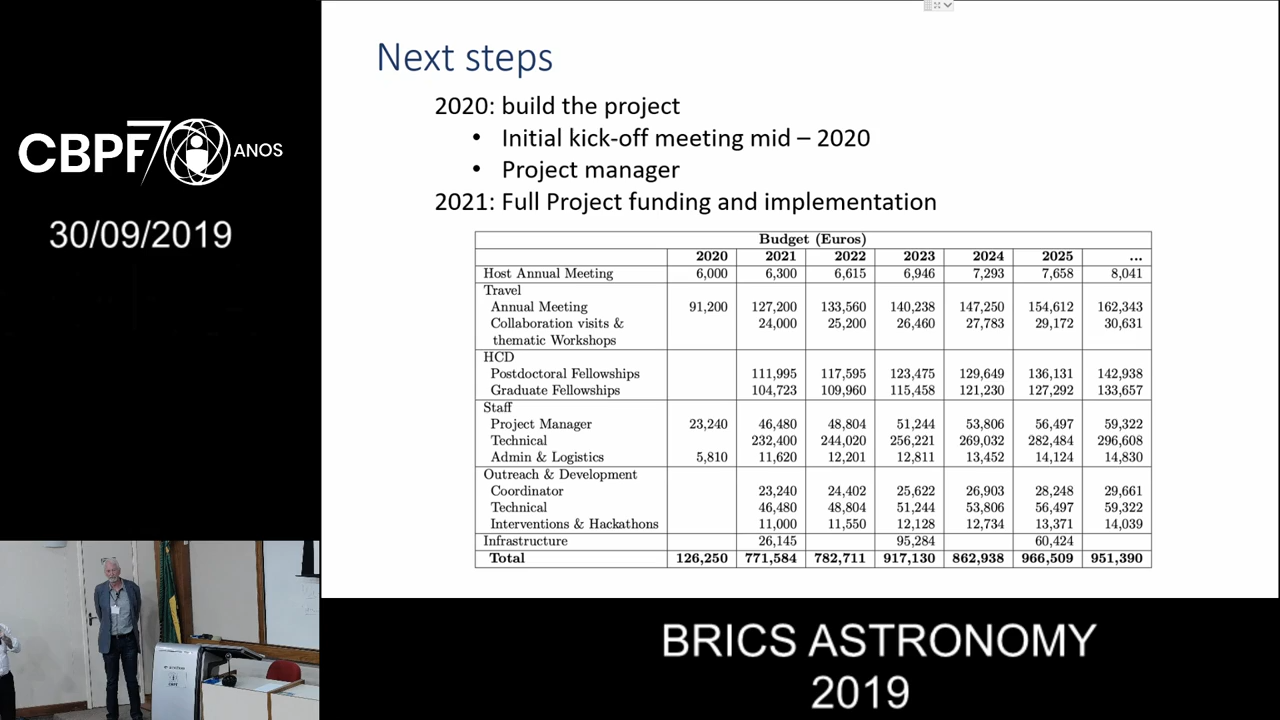 CBPF 70 ANOS
30/09/2019
Next steps
2020: build the project
• Initial kick-off meeting mid – 2020
• Project manager
2021: Full Project funding and implementation
Budget (Euros)
2020 2021 2022 2023 2024 2025 ...
Host Annual Meeting 6,000 6,300 6,615 6,946 7,293 7,658 8,041
Travel
Annual Meeting 91,200 127,200 133,560 140,238 147,250 154,612 162,343
Collaboration visits & 24,000 25,200 26,460 27,783 29,172 30,631
thematic Workshops
HCD
Postdoctoral Fellowships 111,995 117,595 123,475 129,649 136,131 142,938
Graduate Fellowships 104,723 109,960 115,458 121,230 127,292 133,657
Staff
Project Manager 23,240 46,480 48,804 51,244 53,806 56,497 59,322
Technical 232,400 244,020 256,221 269,032 282,484 296,608
Admin & Logistics 5,810 11,620 12,201 12,811 13,452 14,124 14,830
Outreach & Development
Coordinator 23,240 24,402 25,622 26,903 28,248 29,661
Technical 46,480 48,804 51,244 53,806 56,497 59,322
Interventions & Hackathons 11,000 11,550 12,128 12,734 13,371 14,039
Infrastructure 26,145 95,284 60,424
Total 126,250 771,584 782,711 917,130 862,938 966,509 951,390
BRICS ASTRONOMY
2019